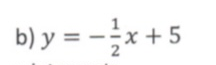 b) y = −½x + 5